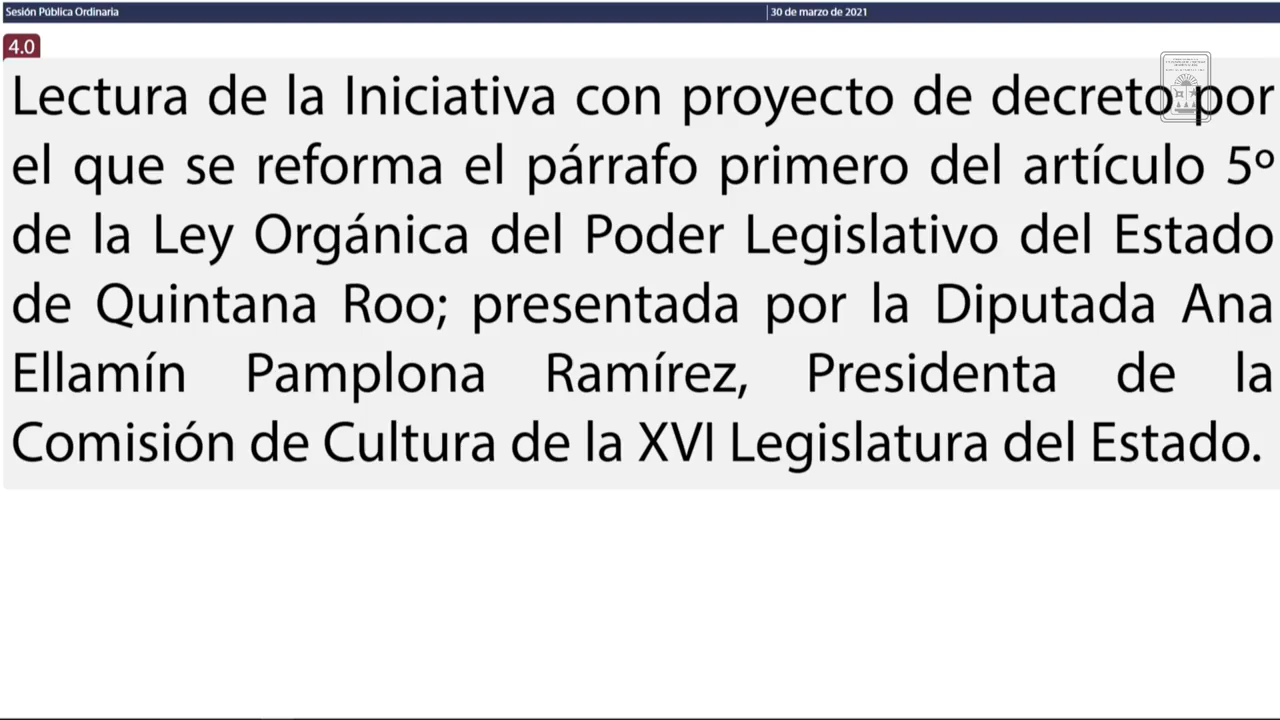 Sesión Pública Ordinaria
30 de marzo de 2021
4.0
Lectura de la Iniciativa con proyecto de decreto por
el que se reforma el párrafo primero del artículo 5º
de la Ley Orgánica del Poder Legislativo del Estado
de Quintana Roo; presentada por la Diputada Ana
Ellamín Pamplona Ramírez, Presidenta de la
Comisión de Cultura de la XVI Legislatura del Estado.